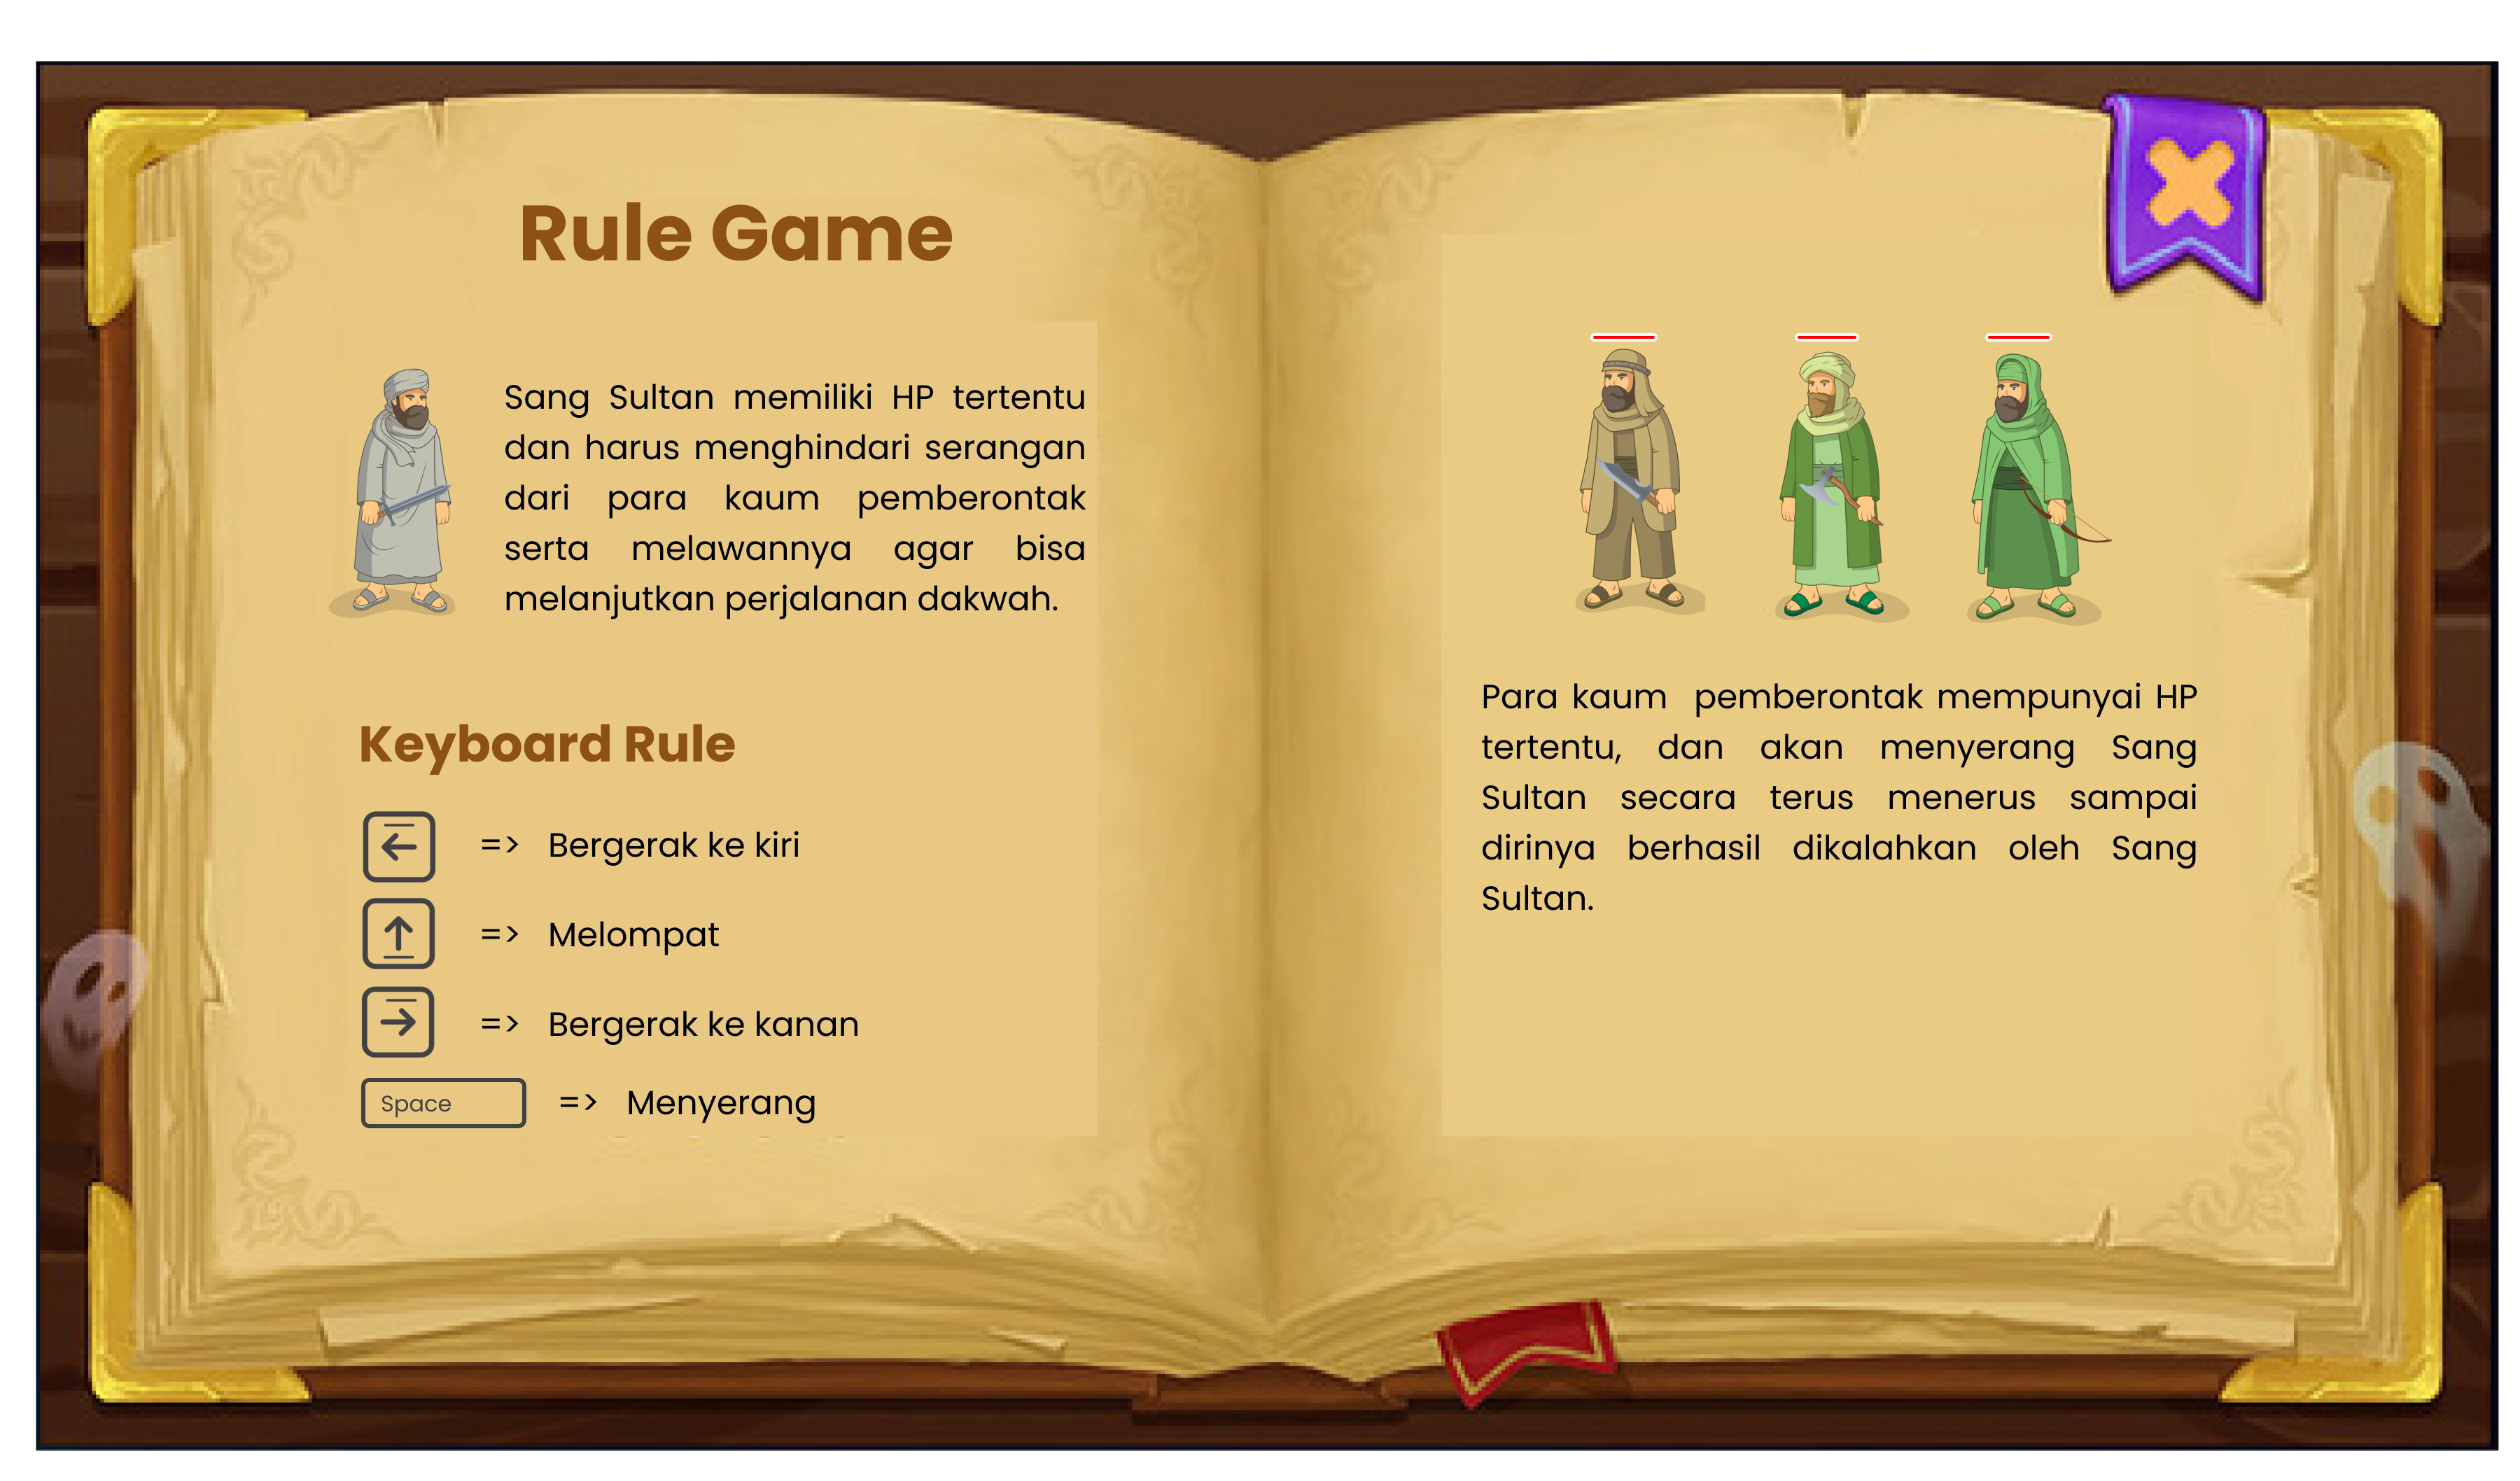 Rule Game
Sang Sultan memiliki HP tertentu
dan harus menghindari serangan
dari para kaum pemberontak
serta melawannya agar bisa
melanjutkan perjalanan dakwah.
Keyboard Rule
← => Bergerak ke kiri
↑ => Melompat
→ => Bergerak ke kanan
Space => Menyerang
Para kaum pemberontak mempunyai HP
tertentu, dan akan menyerang Sang
Sultan secara terus menerus sampai
dirinya berhasil dikalahkan oleh Sang
Sultan.